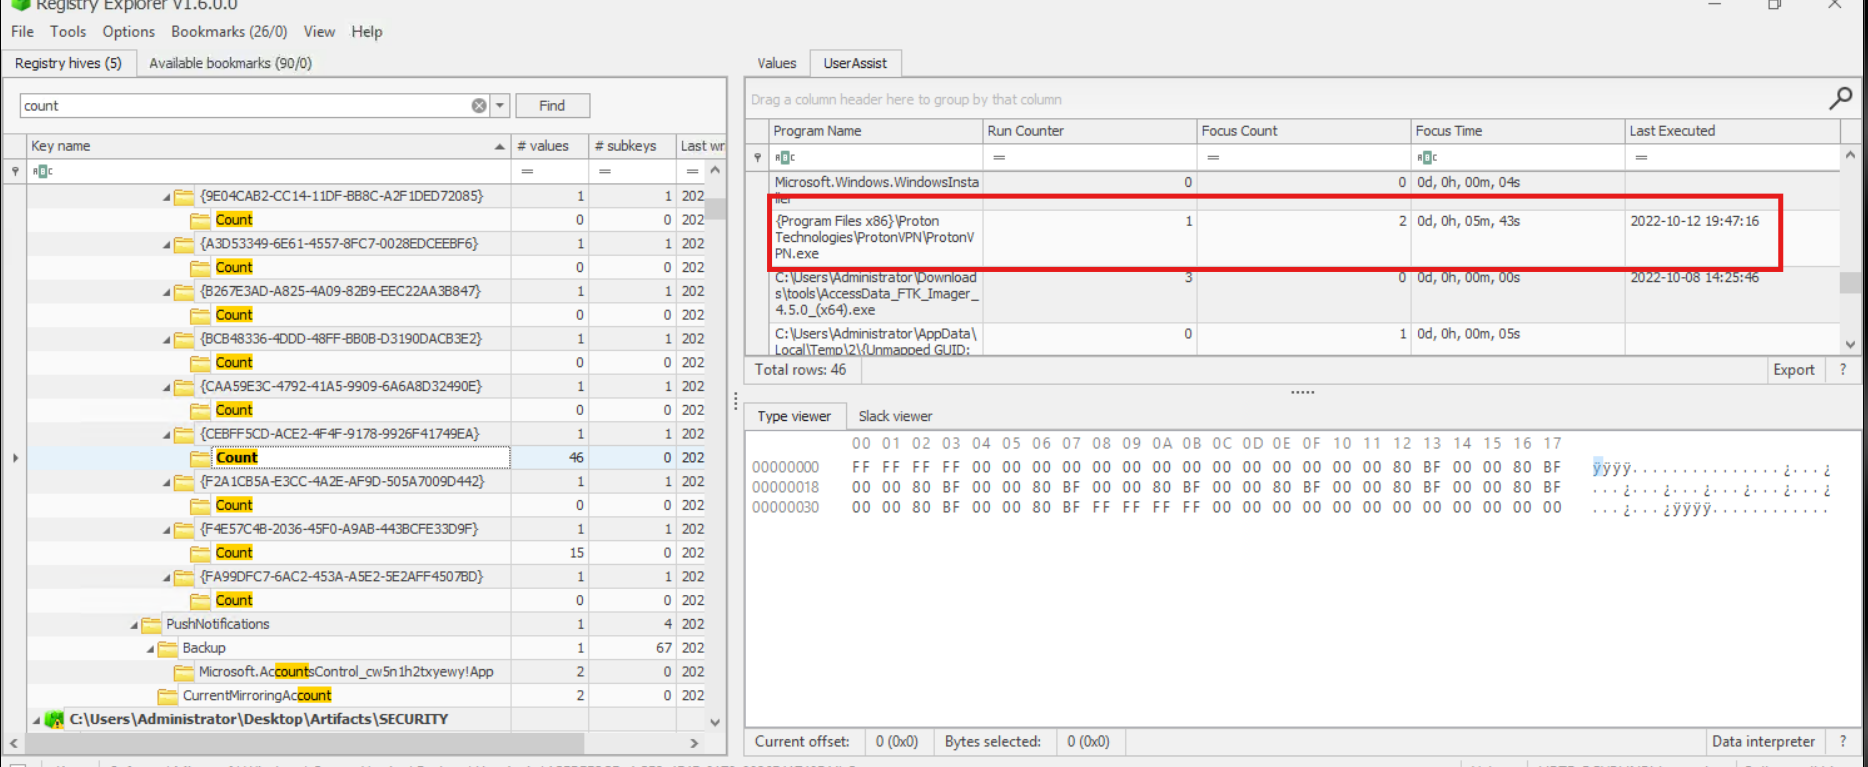 Registry Explorer v1.6.0.0
File Tools Options Bookmarks (26/0) View Help
Registry hives (5) Available bookmarks (90/0)
count Find
Key name # values # subkeys Last wr
= = =
{9E04CAB2-CC14-11DF-BB8C-A2F1DED72085} 1 1 202
Count 0 0 202
{A3D53349-6E61-4557-8FC7-0028EDCEEBF6} 1 1 202
Count 0 0 202
{B267E3AD-A825-4A09-82B9-EEC22AA3B847} 1 1 202
Count 0 0 202
{BCB48336-4DDD-48FF-BB0B-D3190DACB3E2} 1 1 202
Count 0 0 202
{CAA59E3C-4792-41A5-9909-6A6A8D32490E} 1 1 202
Count 0 0 202
{CEBFF5CD-ACE2-4F4F-9178-9926F41749EA} 1 1 202
Count 46 0 202
{F2A1CB5A-E3CC-4A2E-AF9D-505A7009D442} 1 1 202
Count 0 0 202
{F4E57C4B-2036-45F0-A9AB-443BCFE33D9F} 1 1 202
Count 15 0 202
{FA99DFC7-6AC2-453A-A5E2-5E2AFF4507BD} 1 1 202
Count 0 0 202
PushNotifications 1 4 202
Backup 1 67 202
Microsoft.AccountsControl_cw5n1h2txyewy!App 2 0 202
CurrentMirroringAccount 2 0 202
C:\Users\Administrator\Desktop\Artifacts\SECURITY
Values UserAssist
Drag a column header here to group by that column
Program Name Run Counter Focus Count Focus Time Last Executed
= = =
Microsoft.Windows.WindowsInsta 0 0 0d, 0h, 00m, 04s
ller
{Program Files x86}\Proton 1 2 0d, 0h, 05m, 43s 2022-10-12 19:47:16
Technologies\ProtonVPN\ProtonV
PN.exe
C:\Users\Administrator\Download 3 0 0d, 0h, 00m, 00s 2022-10-08 14:25:46
s\tools\AccessData_FTK_Imager_
4.5.0_(x64).exe
C:\Users\Administrator\AppData\ 0 1 0d, 0h, 00m, 05s
Local\Temp\2\{Unmapped GUID:
Total rows: 46 Export ?
Type viewer Slack viewer
00 01 02 03 04 05 06 07 08 09 0A 0B 0C 0D 0E 0F 10 11 12 13 14 15 16 17
00000000 FF FF FF FF 00 00 00 00 00 00 00 00 00 00 00 00 00 00 80 BF 00 00 80 BF ÿÿÿÿ...............¿...¿
00000018 00 00 80 BF 00 00 80 BF 00 00 80 BF 00 00 80 BF 00 00 80 BF 00 00 80 BF ...¿...¿...¿...¿...¿...¿
00000030 00 00 80 BF 00 00 80 BF FF FF FF FF 00 00 00 00 00 00 00 00 00 00 00 00 ...¿...¿ÿÿÿÿ............
Current offset: 0 (0x0) Bytes selected: 0 (0x0) Data interpreter ?